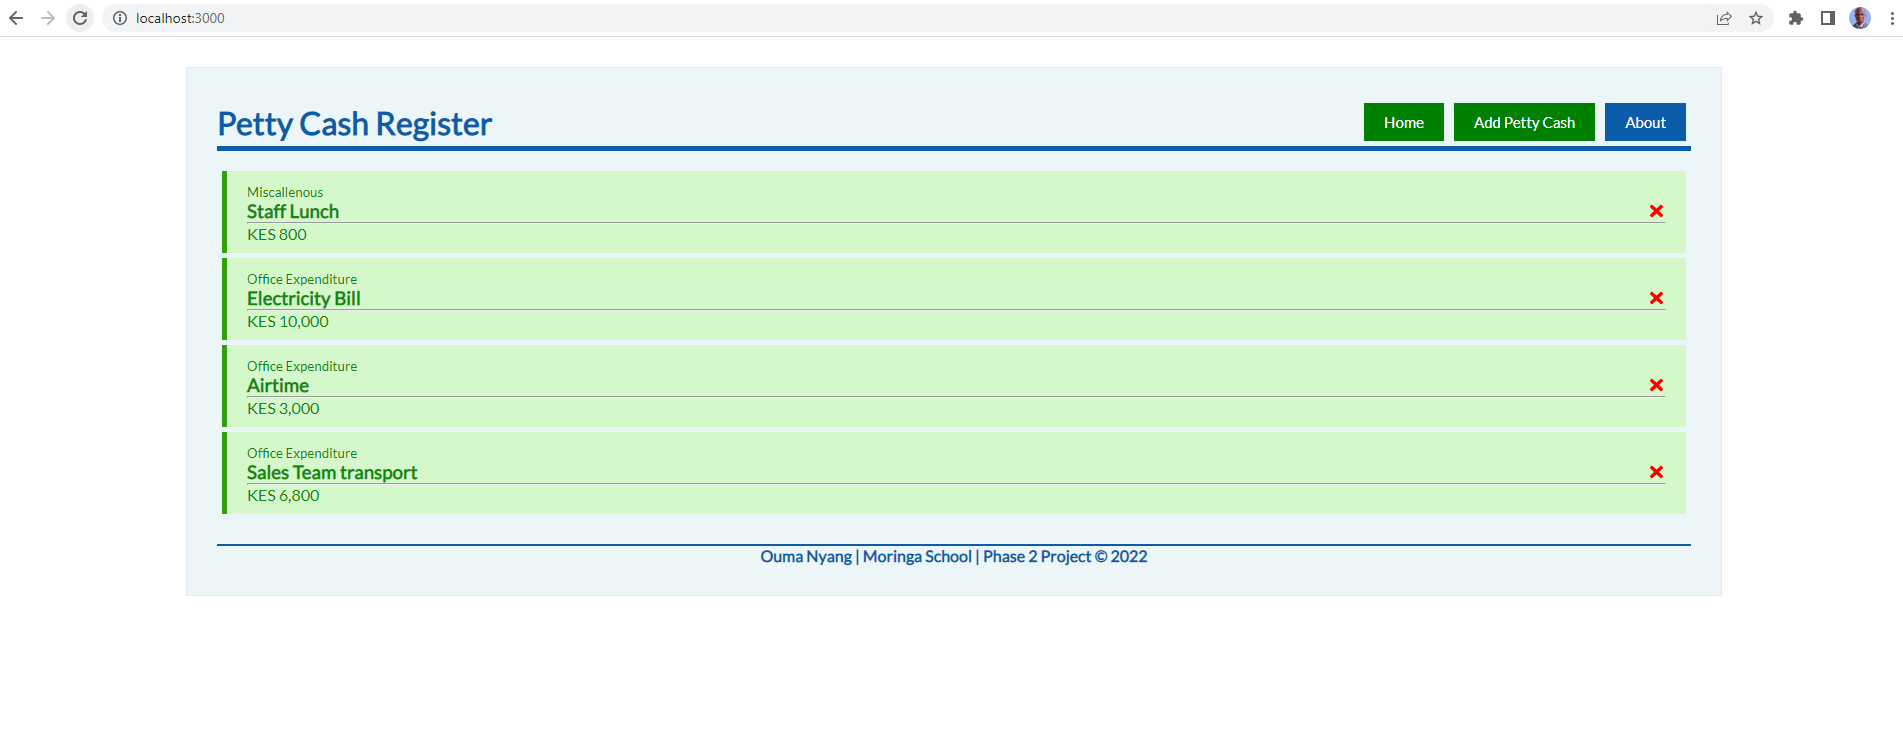 localhost:3000
Petty Cash Register
Home
Add Petty Cash
About
Miscallenous
Staff Lunch
KES 800
Office Expenditure
Electricity Bill
KES 10,000
Office Expenditure
Airtime
KES 3,000
Office Expenditure
Sales Team transport
KES 6,800
Ouma Nyang | Moringa School | Phase 2 Project © 2022